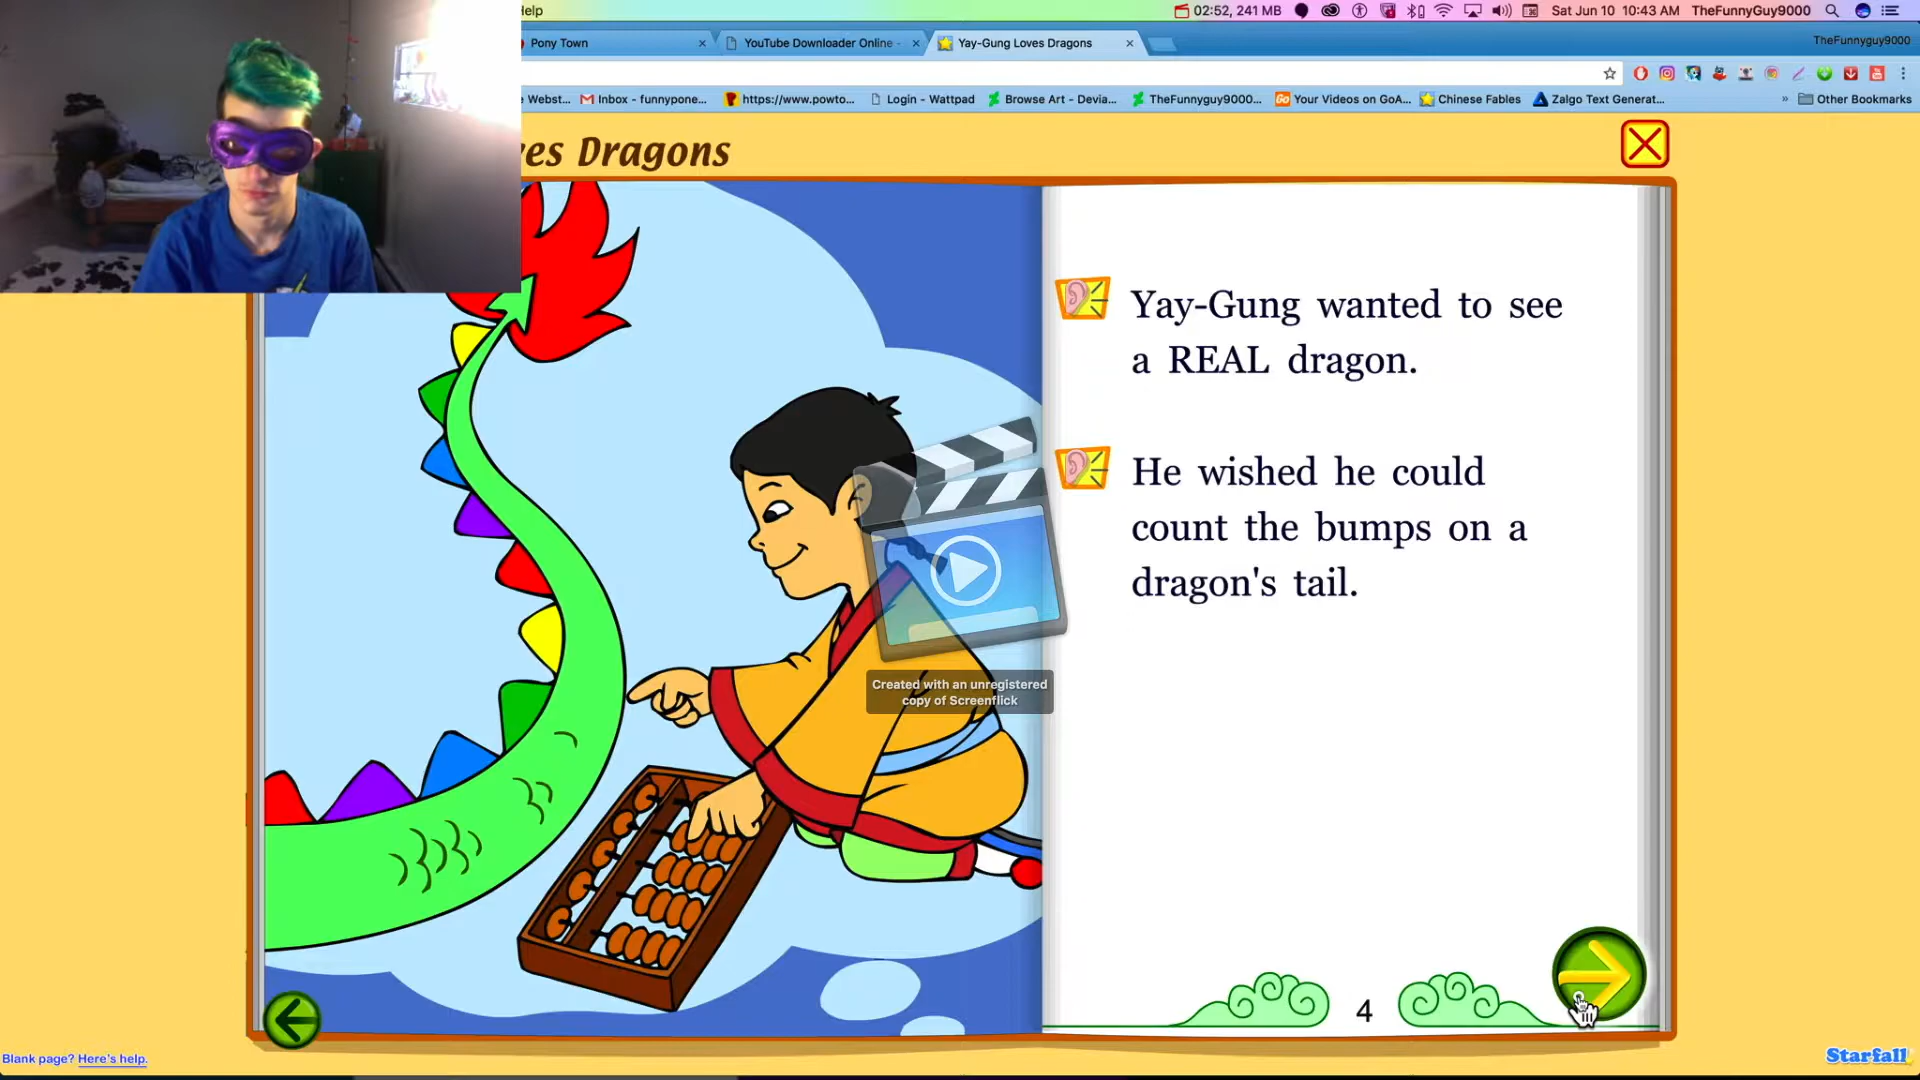 Help
02:52, 241 MB
Sat Jun 10 10:43 AM TheFunnyGuy9000
Pony Town
YouTube Downloader Online -
Yay-Gung Loves Dragons
TheFunnyguy9000
e Webst...
Inbox - funnypone...
https://www.powto...
Login - Wattpad
Browse Art - Devia...
TheFunnyguy9000...
Your Videos on GoA...
Chinese Fables
Zalgo Text Generat...
» Other Bookmarks
ves Dragons
Yay-Gung wanted to see
a REAL dragon.
He wished he could
count the bumps on a
dragon's tail.
Created with an unregistered
copy of Screenflick
4
Blank page? Here's help.
Starfall